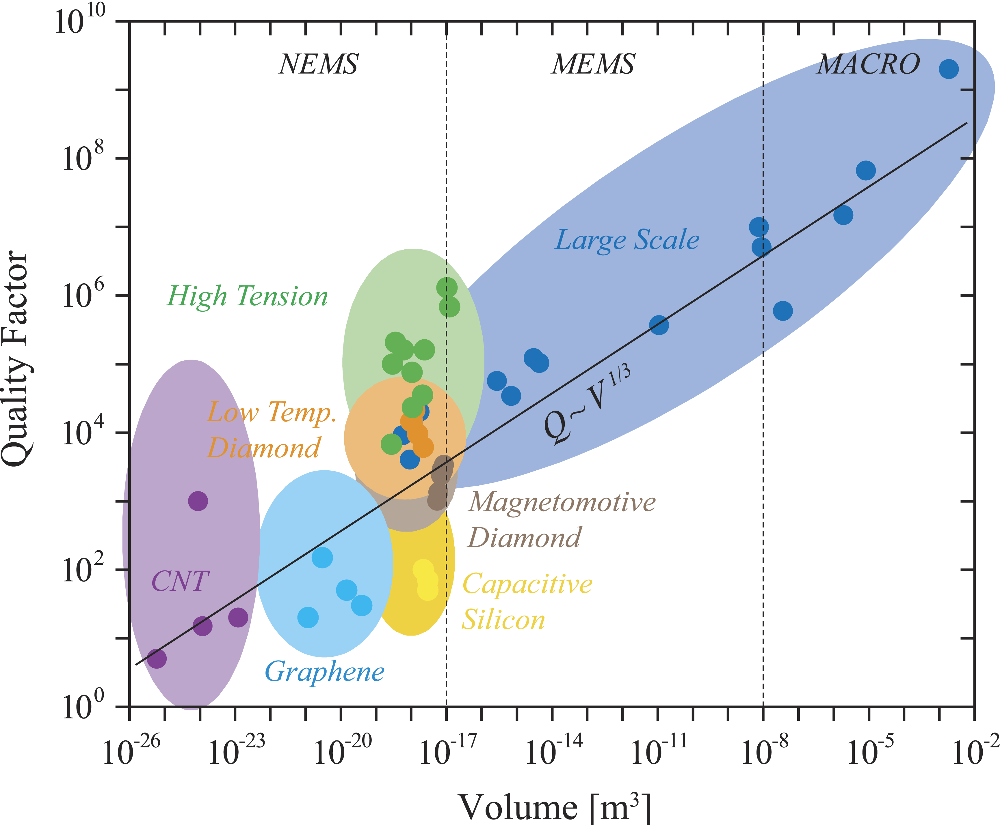 10^10
NEMS MEMS MACRO
10^8
Large Scale
10^6
High Tension
Quality Factor
Q~V^1/3
Low Temp.
Diamond
10^4
Magnetomotive
Diamond
10^2
CNT
Capacitive
Silicon
Graphene
10^0
10^-26 10^-23 10^-20 10^-17 10^-14 10^-11 10^-8 10^-5 10^-2
Volume [m^3]